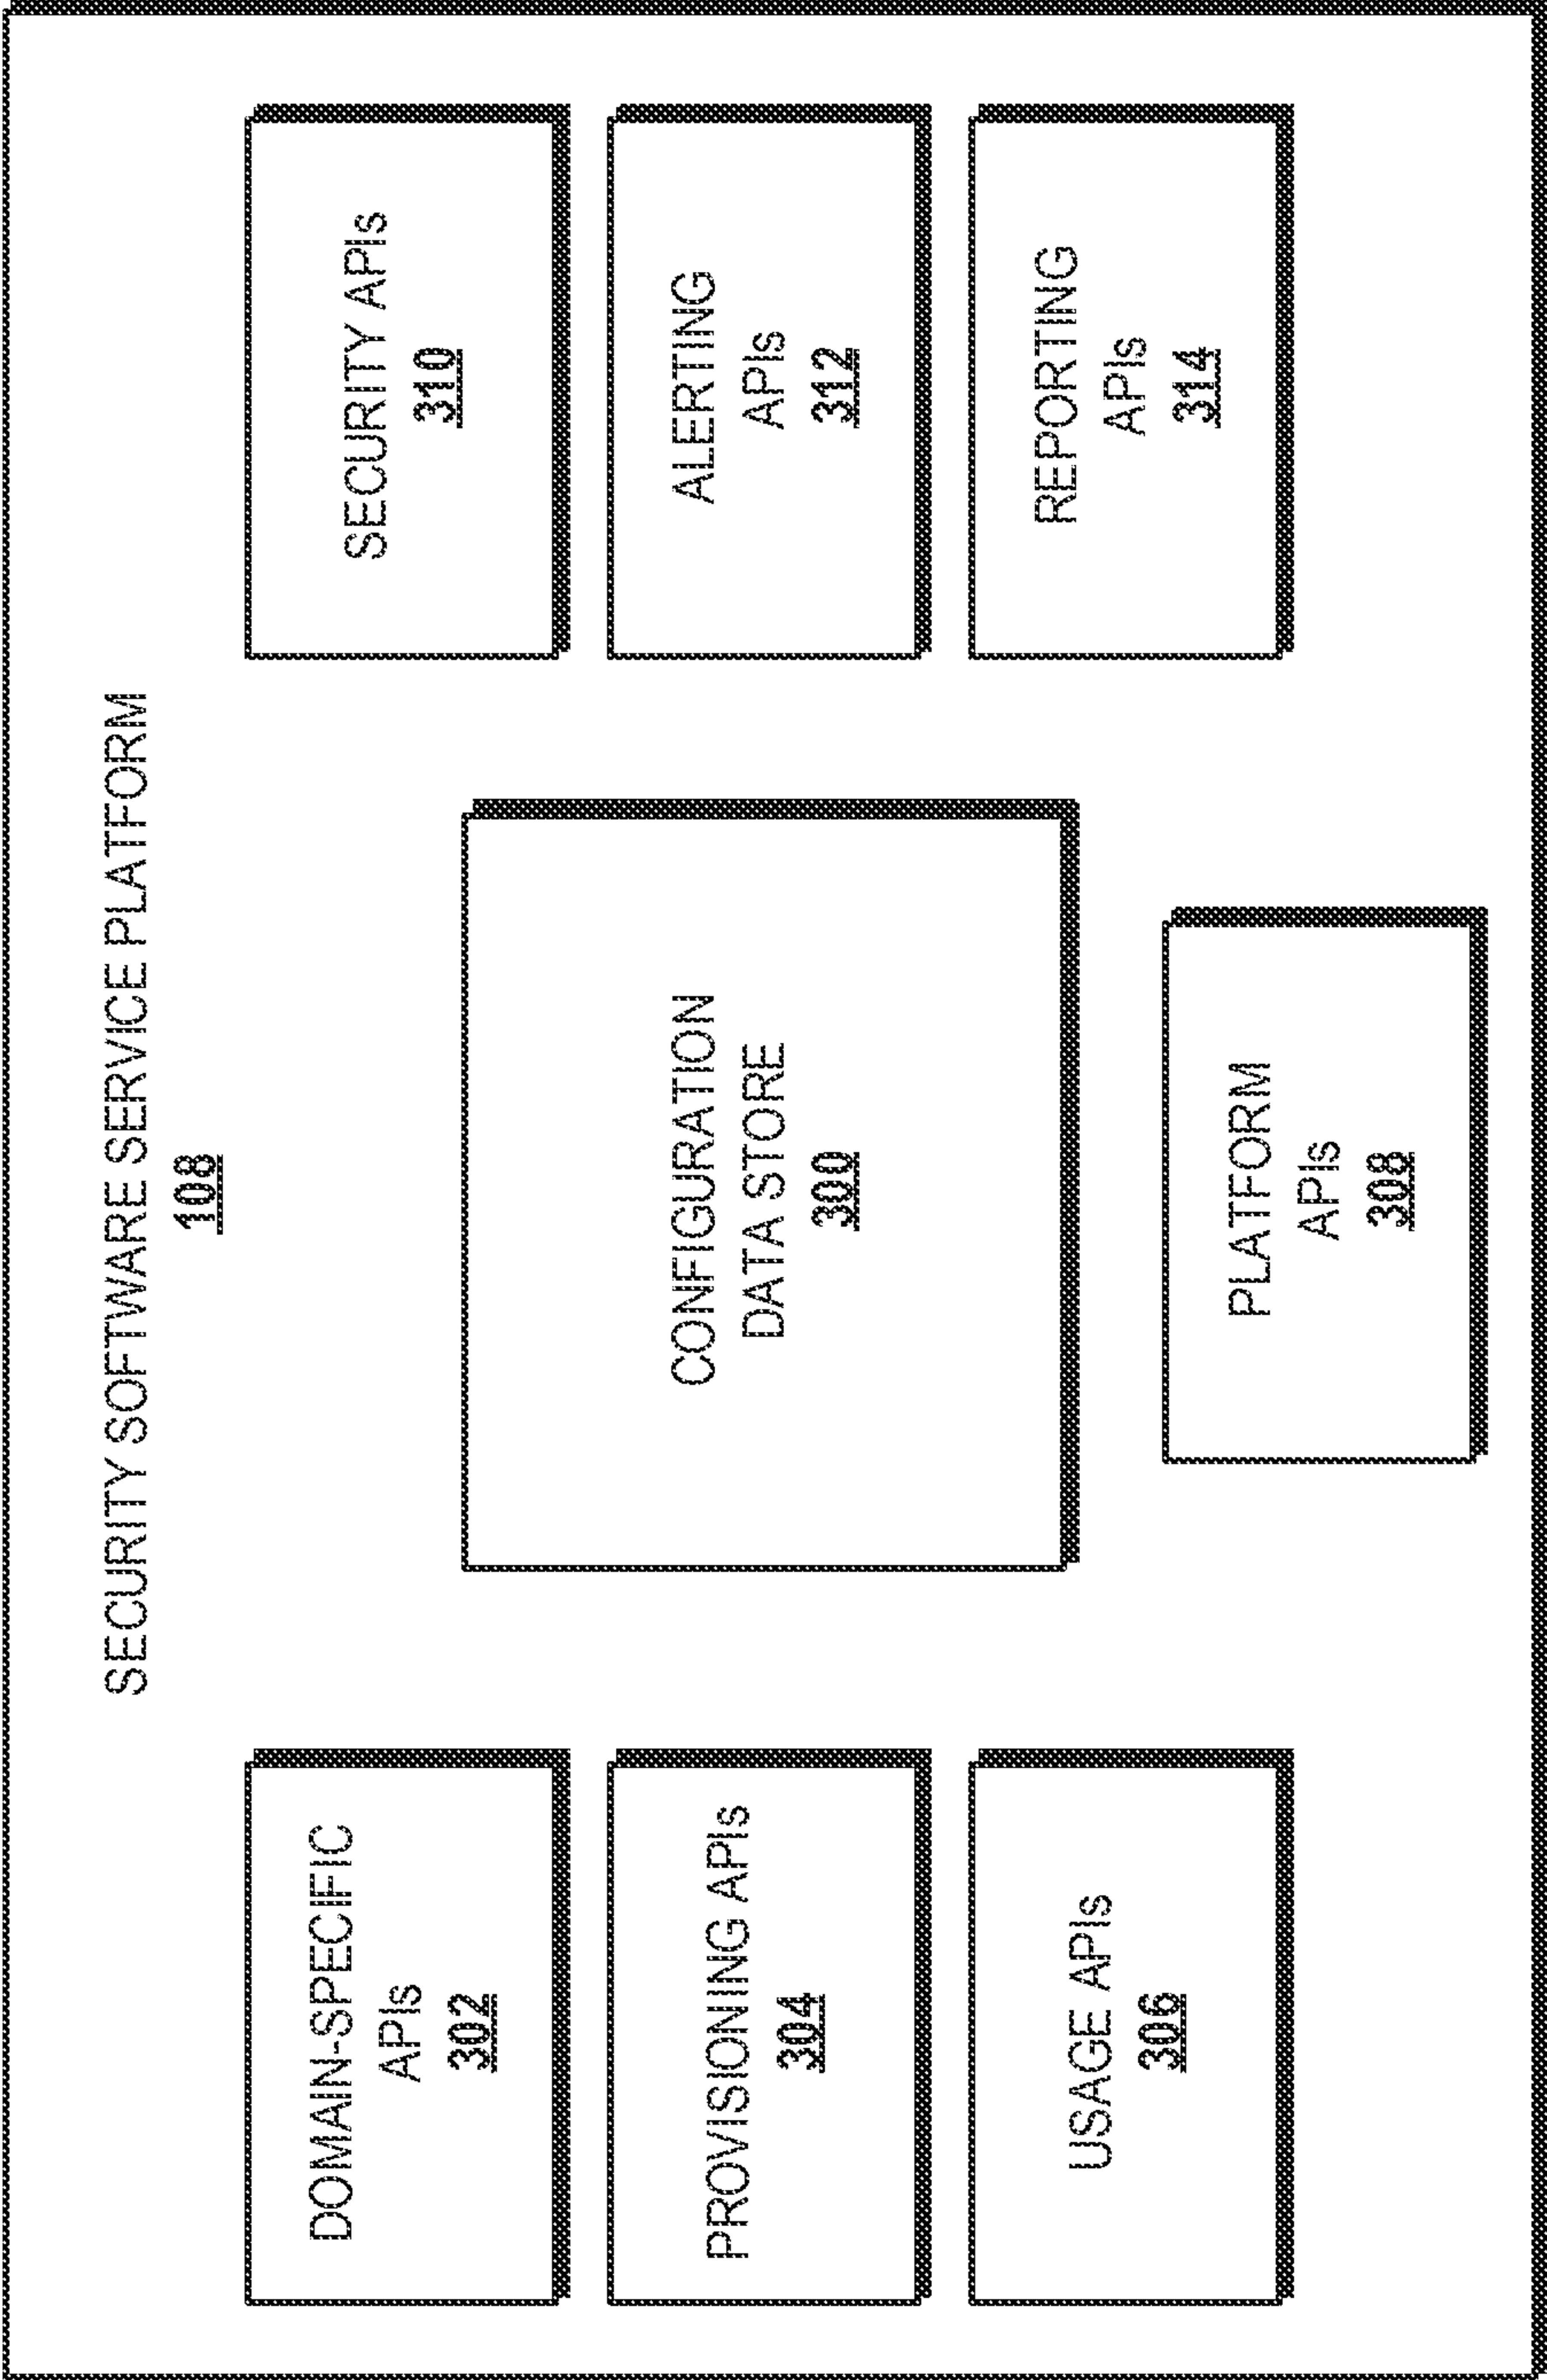 SECURITY SOFTWARE SERVICE PLATFORM
108
DOMAIN-SPECIFIC
APIs
302
PROVISIONING APIs
304
USAGE APIs
306
CONFIGURATION
DATA STORE
300
PLATFORM
APIs
308
SECURITY APIs
310
ALERTING
APIs
312
REPORTING
APIs
314